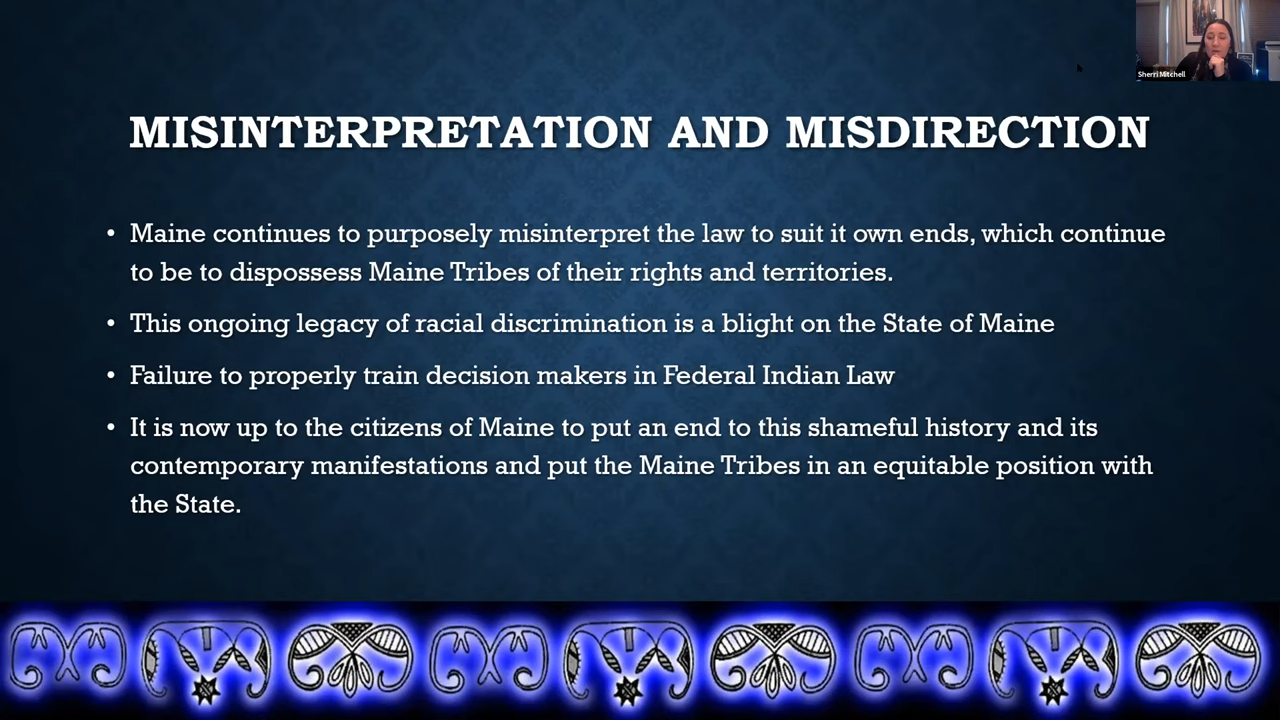 Sherri Mitchell
MISINTERPRETATION AND MISDIRECTION
• Maine continues to purposely misinterpret the law to suit it own ends, which continue
to be to dispossess Maine Tribes of their rights and territories.
• This ongoing legacy of racial discrimination is a blight on the State of Maine
• Failure to properly train decision makers in Federal Indian Law
• It is now up to the citizens of Maine to put an end to this shameful history and its
contemporary manifestations and put the Maine Tribes in an equitable position with
the State.